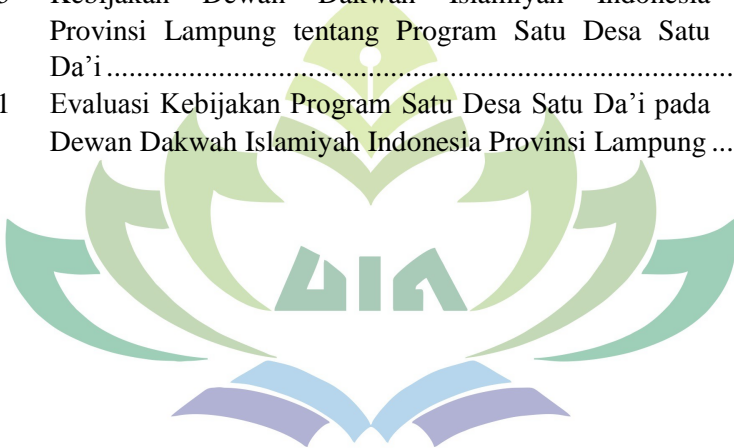 Kebijakan Dewan Dakwah Islamiyah Indonesia
Provinsi Lampung tentang Program Satu Desa Satu
Da’i ....................................................................................
1 Evaluasi Kebijakan Program Satu Desa Satu Da’i pada
Dewan Dakwah Islamiyah Indonesia Provinsi Lampung ...
UIN